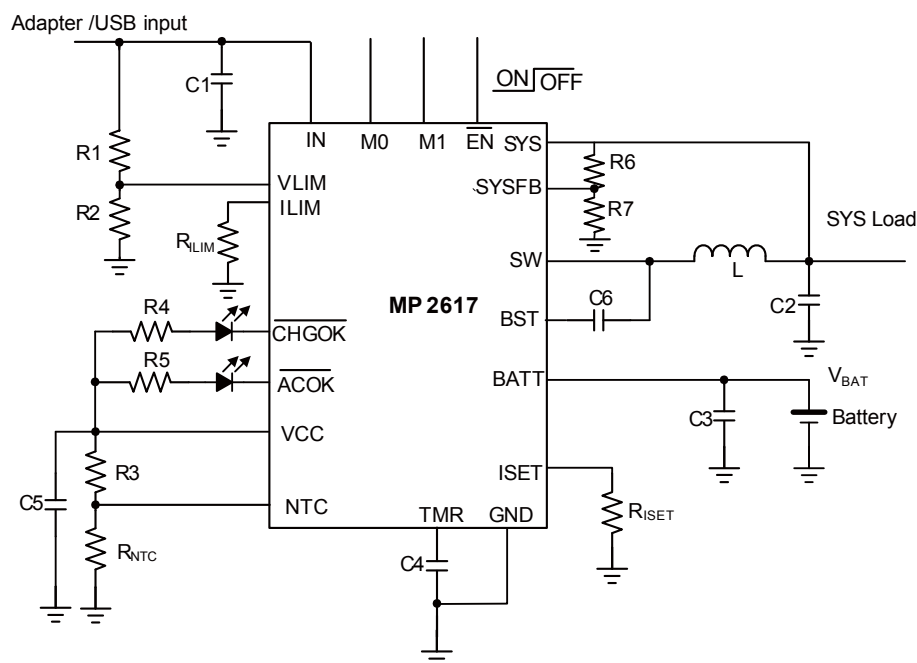 Adapter /USB input
C1
ON OFF
IN M0 M1 EN SYS
R1
R6
VLIM
SYSFB
R2
ILIM
R7
SYS Load
RILIM
SW
L
MP2617
C6
C2
R4
CHGOK
BST
R5
ACOK
BATT
VBAT
C3
Battery
VCC
R3
ISET
C5
NTC
TMR GND
RISET
RNTC
C4